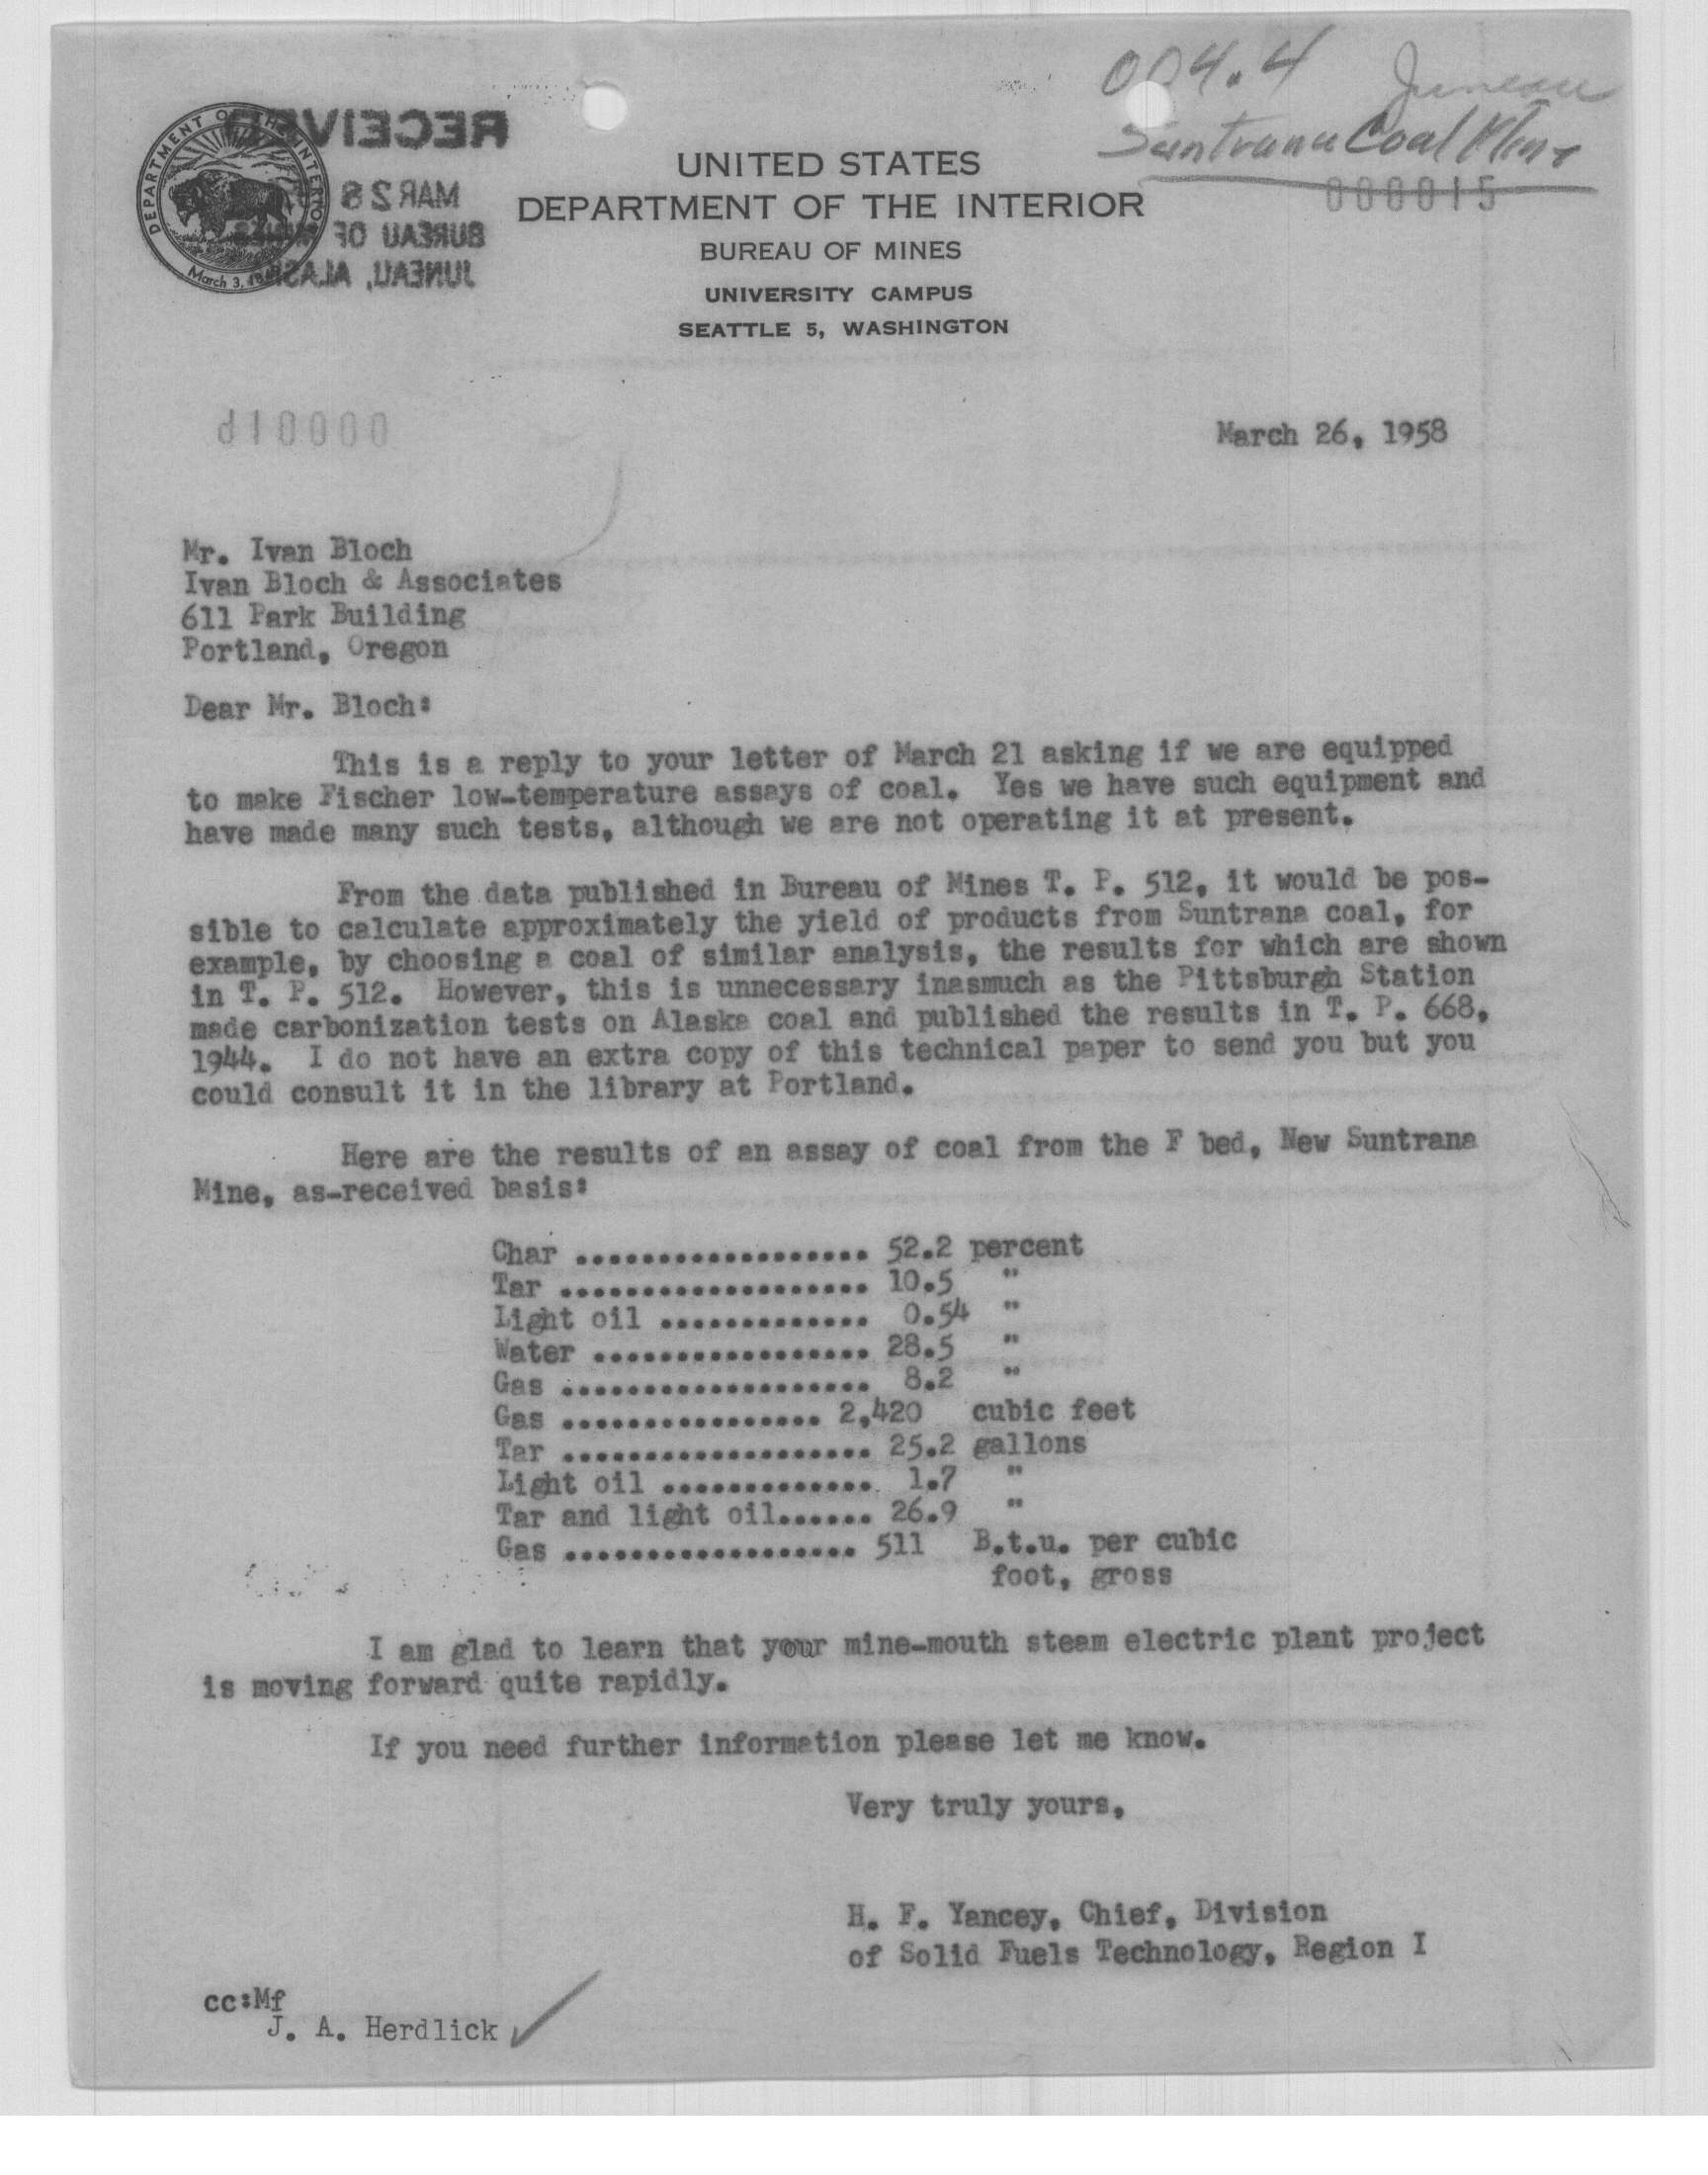 004.4 Juneau
Suntrana Coal Mine
000015
RECEIVED
MAR 28
BUREAU OF MINES
JUNEAU, ALASKA
DEPARTMENT OF THE INTERIOR
March 3, 1849
UNITED STATES
DEPARTMENT OF THE INTERIOR
BUREAU OF MINES
UNIVERSITY CAMPUS
SEATTLE 5, WASHINGTON
March 26, 1958
Mr. Ivan Bloch
Ivan Bloch & Associates
611 Park Building
Portland, Oregon
Dear Mr. Bloch:
This is a reply to your letter of March 21 asking if we are equipped
to make Fischer low-temperature assays of coal. Yes we have such equipment and
have made many such tests, although we are not operating it at present.
From the data published in Bureau of Mines T. P. 512, it would be pos-
sible to calculate approximately the yield of products from Suntrana coal, for
example, by choosing a coal of similar analysis, the results for which are shown
in T. P. 512. However, this is unnecessary inasmuch as the Pittsburgh Station
made carbonization tests on Alaska coal and published the results in T. P. 668,
1944. I do not have an extra copy of this technical paper to send you but you
could consult it in the library at Portland.
Here are the results of an assay of coal from the F bed, New Suntrana
Mine, as-received basis:
Char .................. 52.2 percent
Tar ................... 10.5 "
Light oil ............. 0.54 "
Water ................. 28.5 "
Gas ................... 8.2 "
Gas ................ 2,420 cubic feet
Tar ................... 25.2 gallons
Light oil ............. 1.7 "
Tar and light oil...... 26.9 "
Gas .................. 511 B.t.u. per cubic
foot, gross
I am glad to learn that your mine-mouth steam electric plant project
is moving forward quite rapidly.
If you need further information please let me know.
Very truly yours,
H. F. Yancey, Chief, Division
of Solid Fuels Technology, Region I
cc:Mf
J. A. Herdlick